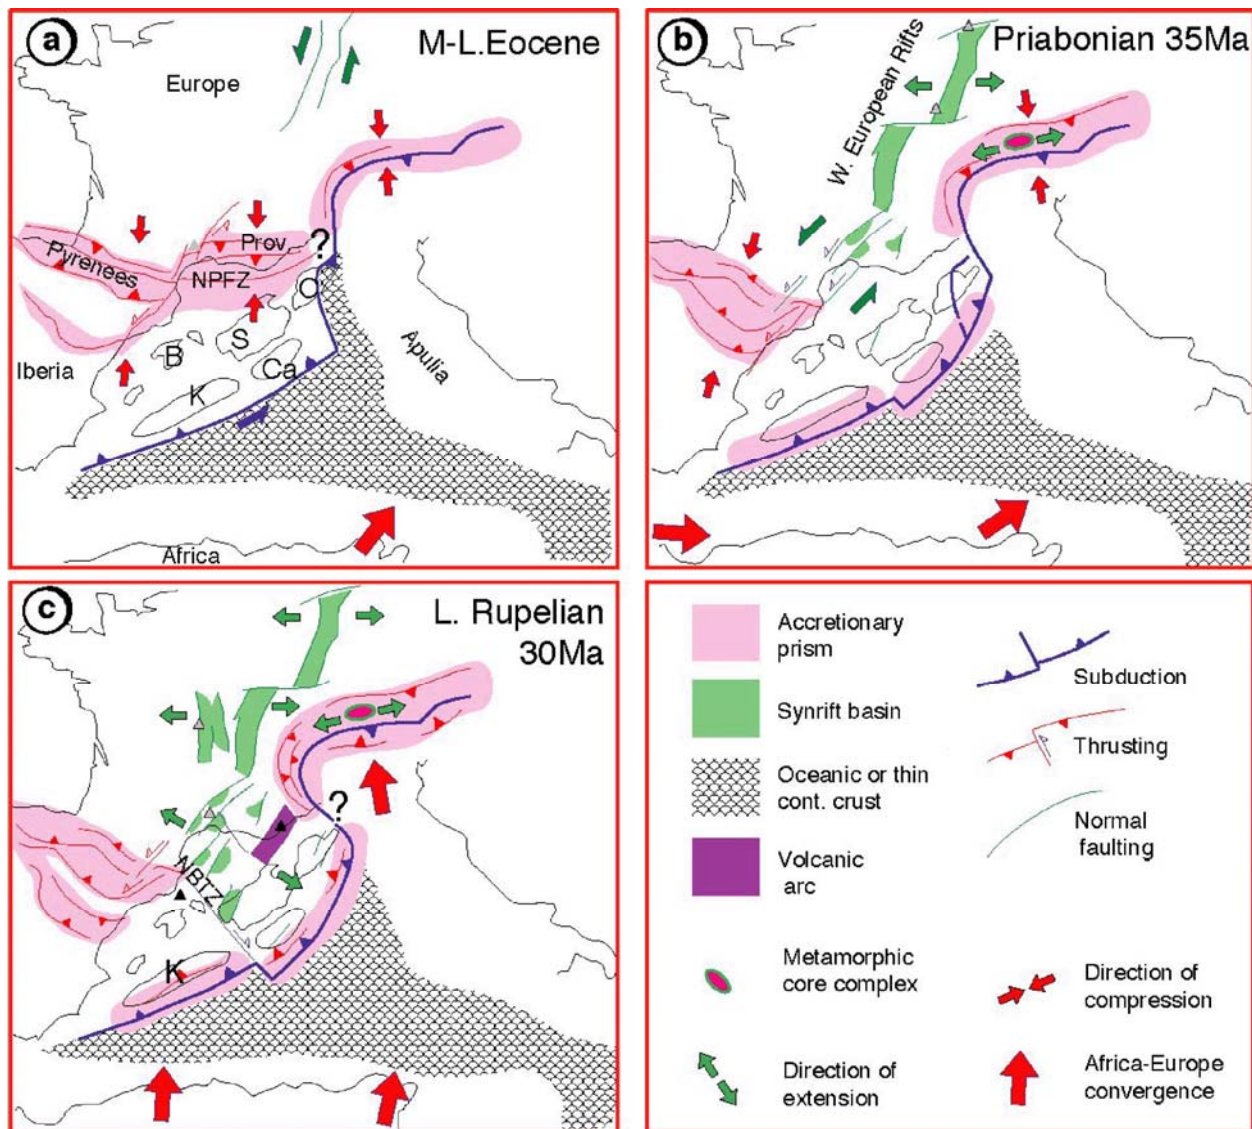 a
M-L.Eocene
Europe
Pyrenees
Prov
?
NPFZ
C
S
B
Iberia
Ca
K
Apulia
Africa
b
Priabonian 35Ma
W. European Rifts
c
L. Rupelian
30Ma
?
NBTZ
K
Accretionary
prism
Synrift basin
Oceanic or thin
cont. crust
Volcanic
arc
Metamorphic
core complex
Direction of
extension
Subduction
Thrusting
Normal
faulting
Direction of
compression
Africa-Europe
convergence